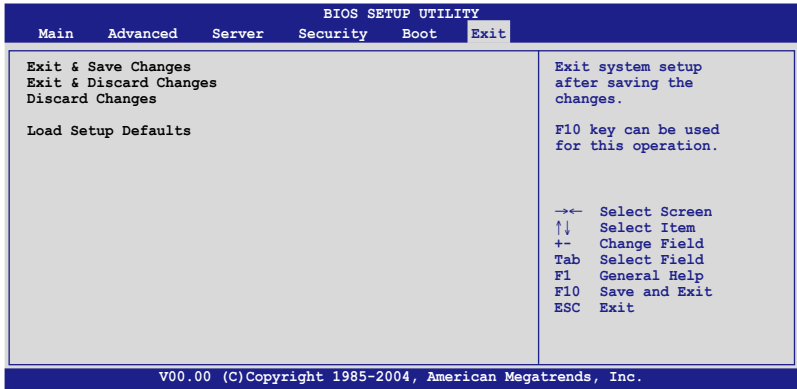 BIOS SETUP UTILITY
Main Advanced Server Security Boot Exit
Exit & Save Changes
Exit & Discard Changes
Discard Changes
Load Setup Defaults
Exit system setup
after saving the
changes.
F10 key can be used
for this operation.
→← Select Screen
↑↓ Select Item
+- Change Field
Tab Select Field
F1 General Help
F10 Save and Exit
ESC Exit
V00.00 (C)Copyright 1985-2004, American Megatrends, Inc.